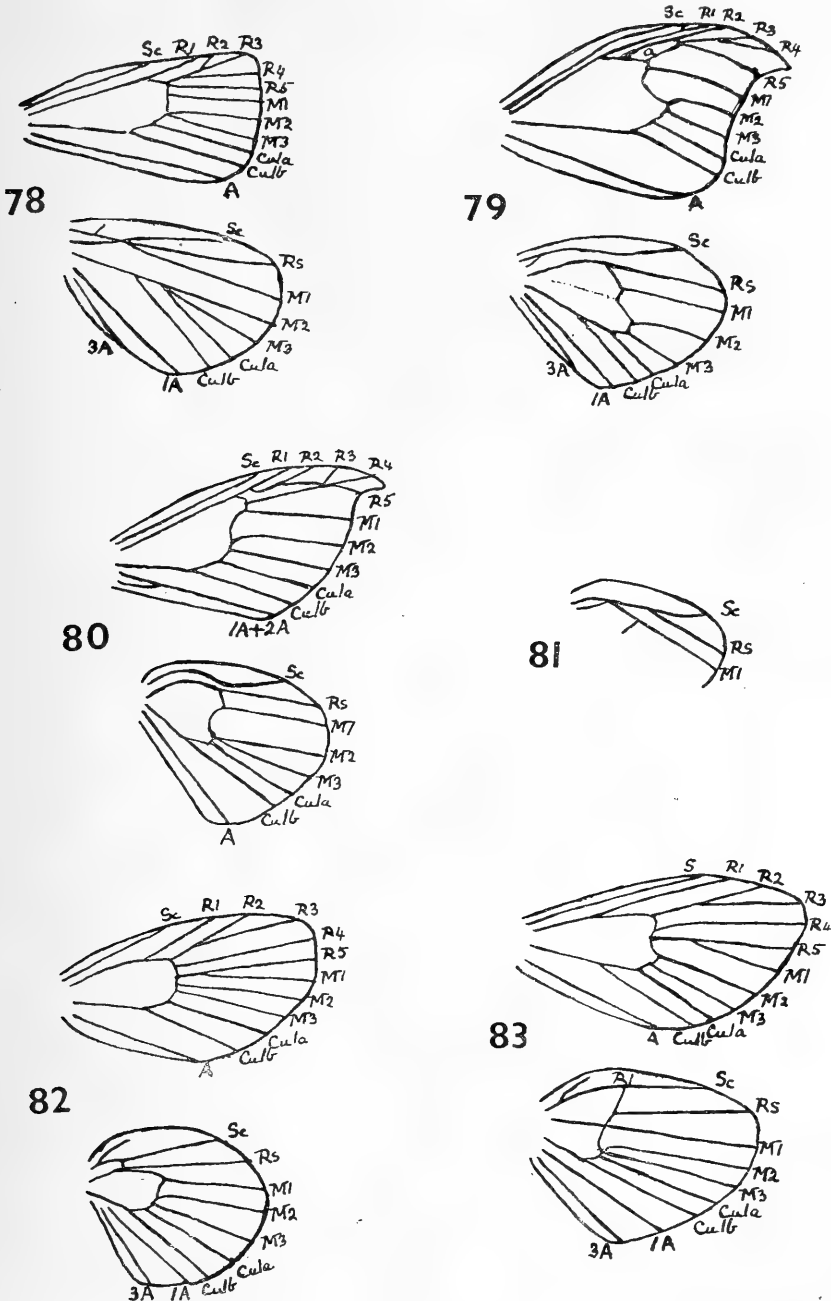 Sc R1 R2 R3
R4
R5
M1
M2
M3
Cu1a
Cu1b
A
78
Sc
Rs
M1
M2
M3
Cu1a
Cu1b
1A
3A
Sc R1 R2 R3
R4
a
R5
M1
M2
M3
Cu1a
Cu1b
A
79
Sc
Rs
M1
M2
M3
Cu1a
Cu1b
1A
3A
Sc R1 R2 R3 R4
R5
M1
M2
M3
Cu1a
Cu1b
1A+2A
80
Sc
Rs
M1
M2
M3
Cu1a
Cu1b
A
81
Sc
Rs
M1
Sc R1 R2 R3
R4
R5
M1
M2
M3
Cu1a
Cu1b
A
82
Sc
Rs
M1
M2
M3
Cu1a
Cu1b
1A
3A
S R1 R2
R3
R4
R5
M1
M2
M3
Cu1a
Cu1b
A
83
R1 Sc
Rs
M1
M2
M3
Cu1a
Cu1b
1A
3A